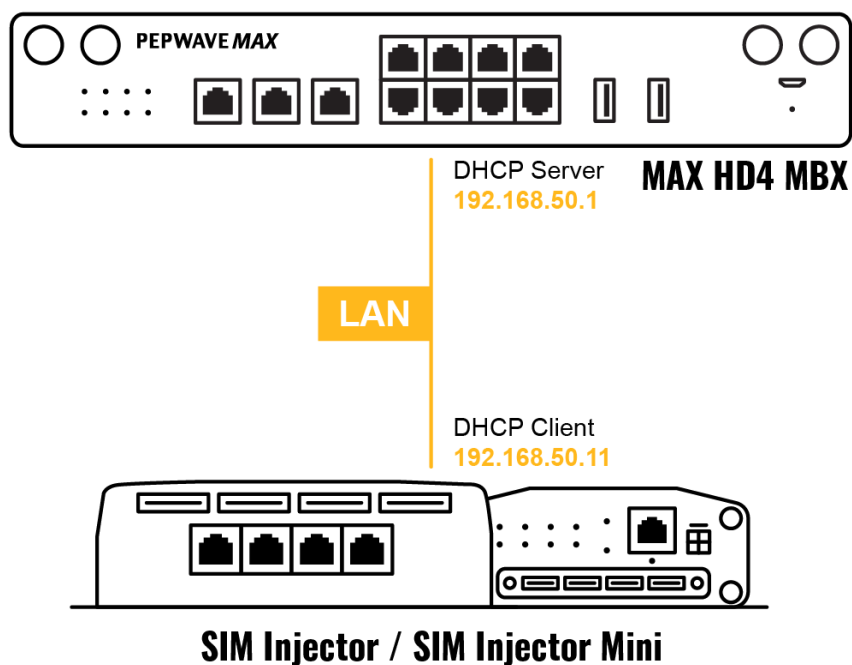 PEPWAVE MAX
DHCP Server
192.168.50.1
MAX HD4 MBX
LAN
DHCP Client
192.168.50.11
SIM Injector / SIM Injector Mini